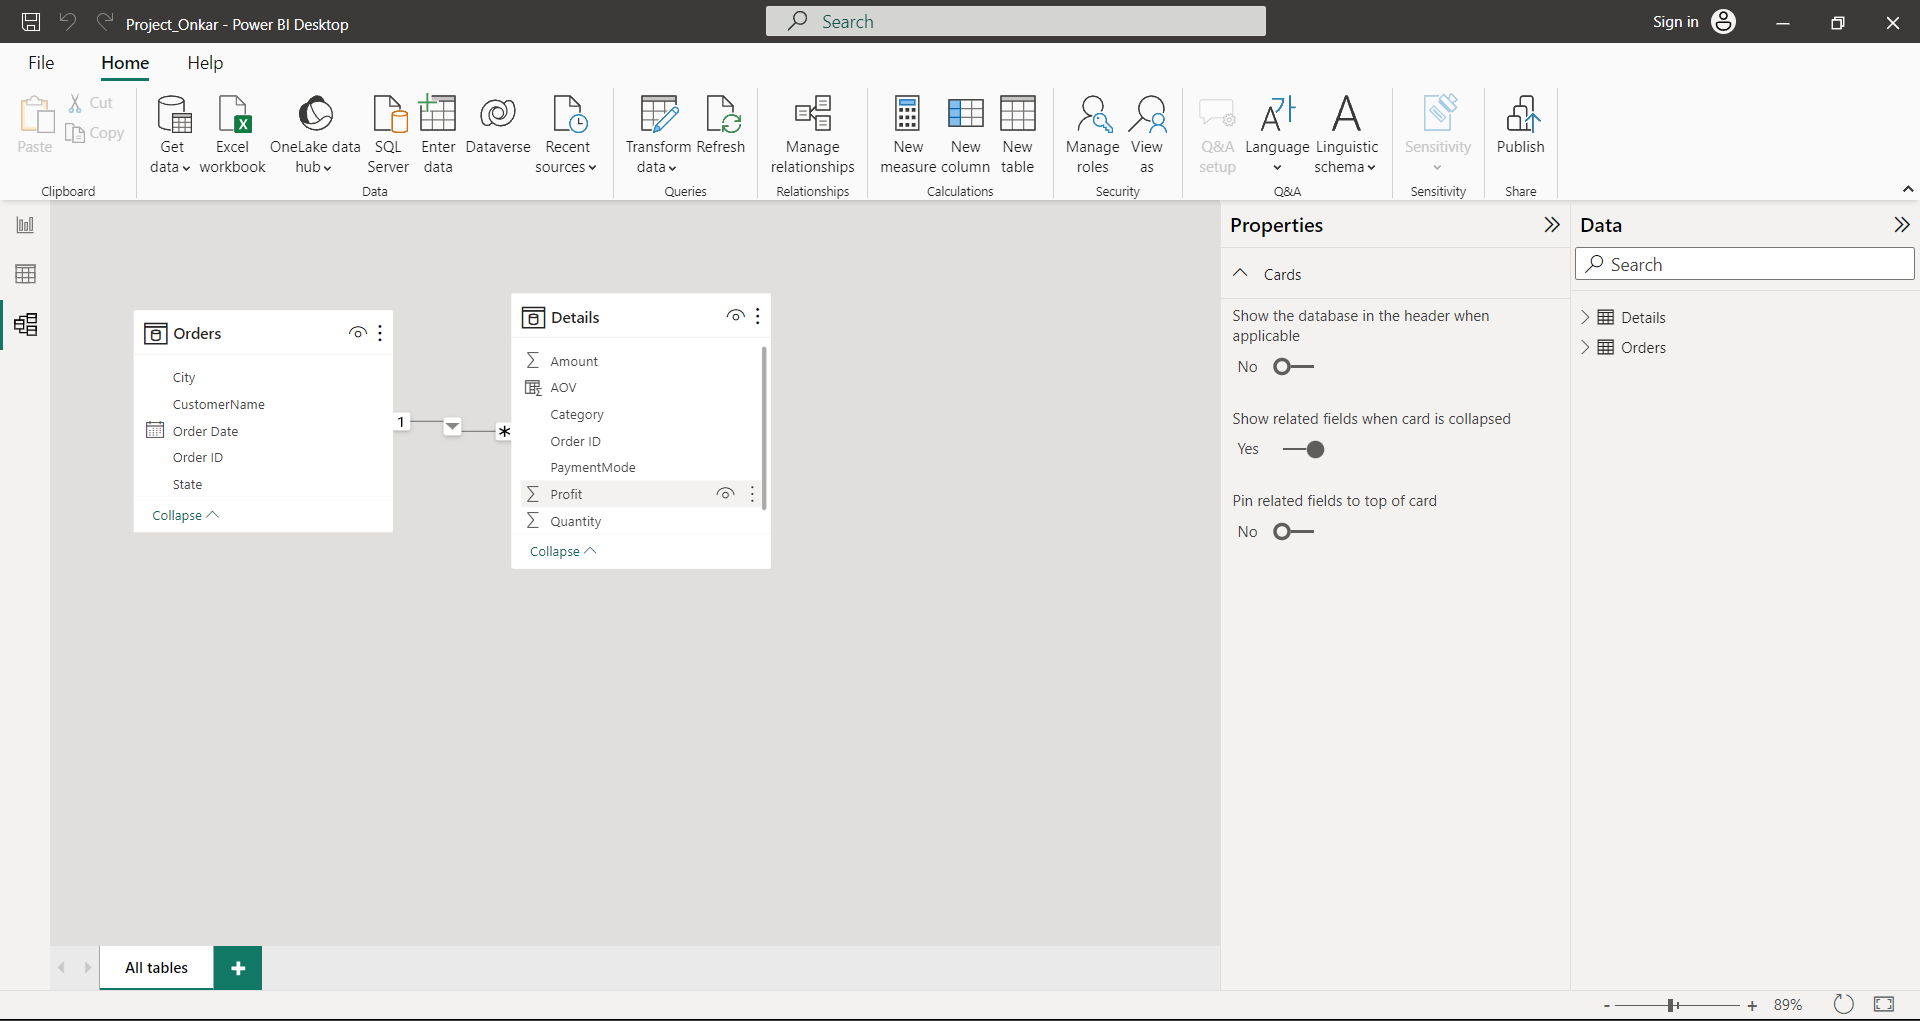 Project_Onkar - Power BI Desktop
Search
Sign in
File
Home
Help
Paste
Cut
Copy
Clipboard
Get
data
Excel
workbook
OneLake data
hub
SQL
Server
Enter
data
Dataverse
Recent
sources
Data
Transform
data
Refresh
Queries
Manage
relationships
Relationships
New
measure
New
column
New
table
Calculations
Manage
roles
View
as
Security
Q&A
setup
Language
Linguistic
schema
Q&A
Sensitivity
Sensitivity
Publish
Share
Orders
City
CustomerName
Order Date
Order ID
State
Collapse
1
*
Details
Amount
AOV
Category
Order ID
PaymentMode
Profit
Quantity
Collapse
Properties
Cards
Show the database in the header when
applicable
No
Show related fields when card is collapsed
Yes
Pin related fields to top of card
No
Data
Search
Details
Orders
All tables
+
- + 89%